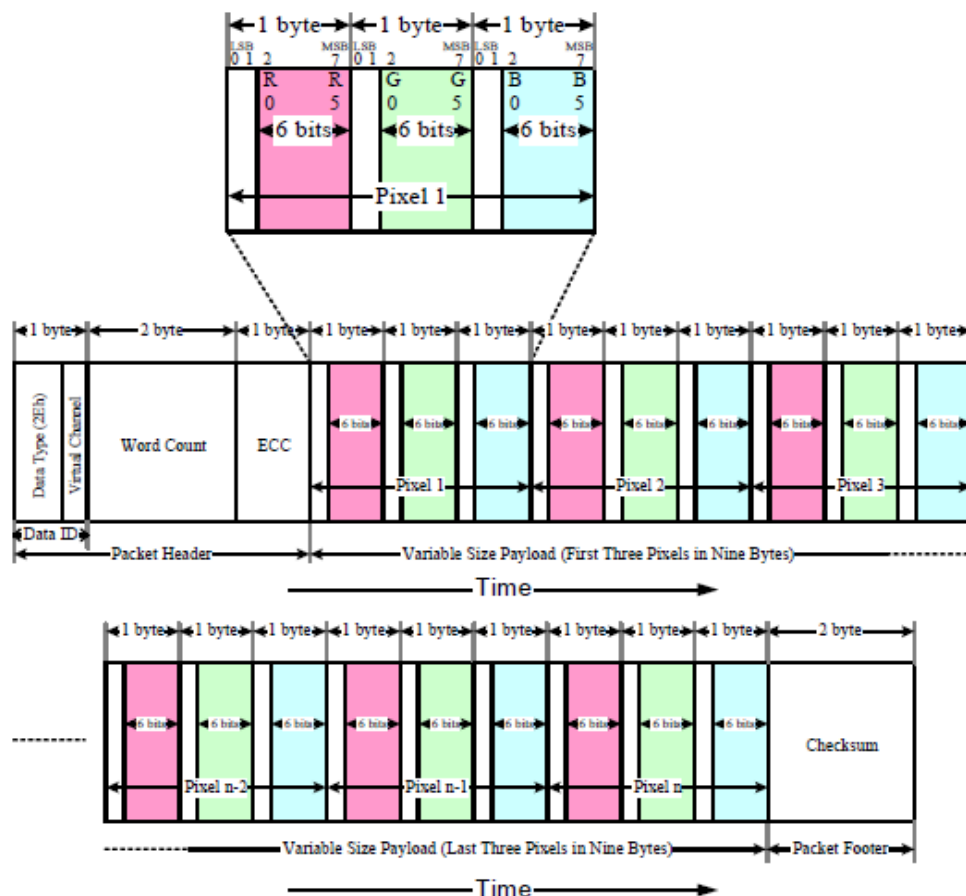 1 byte 1 byte 1 byte
LSB MSB LSB MSB LSB MSB
0 1 2 7 0 1 2 7 0 1 2 7
R R G G B B
0 5 0 5 0 5
6 bits 6 bits 6 bits
Pixel 1
1 byte 2 byte 1 byte 1 byte 1 byte 1 byte 1 byte 1 byte 1 byte 1 byte 1 byte 1 byte
Data Type (2Eh)
Virtual Channel
Word Count
ECC
6 bits 6 bits 6 bits 6 bits 6 bits 6 bits 6 bits 6 bits 6 bits
Pixel 1 Pixel 2 Pixel 3
Data ID
Packet Header Variable Size Payload (First Three Pixels in Nine Bytes)
Time
1 byte 1 byte 1 byte 1 byte 1 byte 1 byte 1 byte 1 byte 1 byte 2 byte
6 bits 6 bits 6 bits 6 bits 6 bits 6 bits 6 bits 6 bits 6 bits
Checksum
Pixel n-2 Pixel n-1 Pixel n
Variable Size Payload (Last Three Pixels in Nine Bytes) Packet Footer
Time